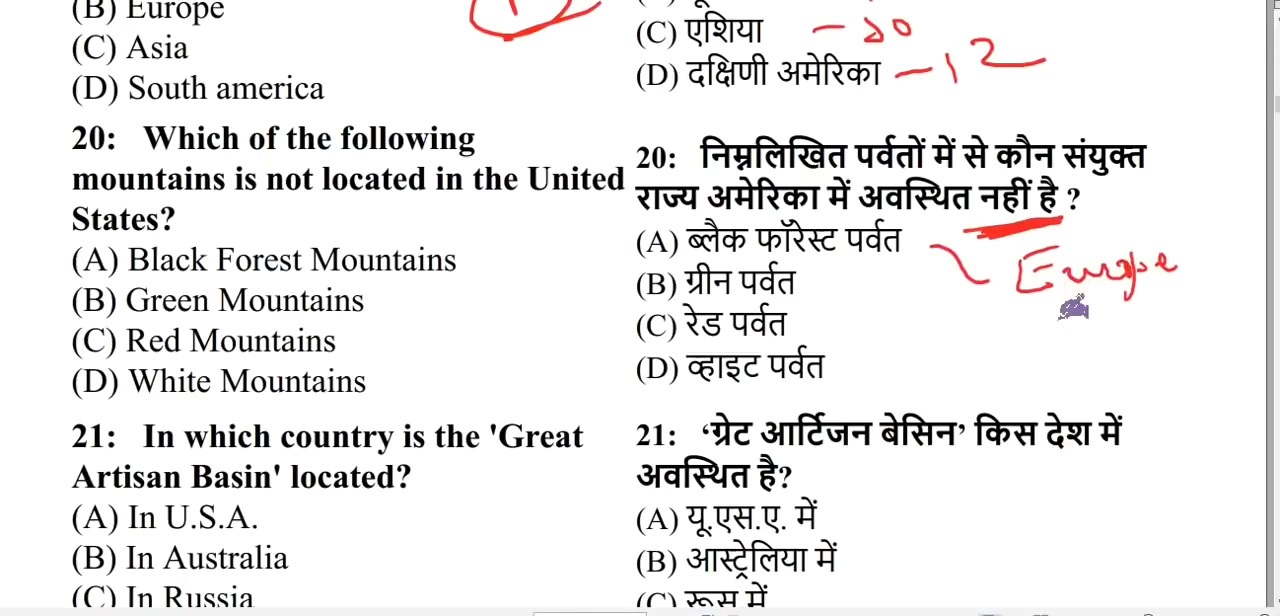 (B) Europe
(C) Asia
(D) South america
20: Which of the following
mountains is not located in the United
States?
(A) Black Forest Mountains
(B) Green Mountains
(C) Red Mountains
(D) White Mountains
21: In which country is the 'Great
Artisan Basin' located?
(A) In U.S.A.
(B) In Australia
(C) In Russia
(C) एशिया - 20
(D) दक्षिणी अमेरिका - 12
20: निम्नलिखित पर्वतों में से कौन संयुक्त
राज्य अमेरिका में अवस्थित नहीं है ?
(A) ब्लैक फॉरेस्ट पर्वत
Europe
(B) ग्रीन पर्वत
(C) रेड पर्वत
(D) व्हाइट पर्वत
21: ‘ग्रेट आर्टिजन बेसिन’ किस देश में
अवस्थित है?
(A) यू.एस.ए. में
(B) आस्ट्रेलिया में
(C) रूस में